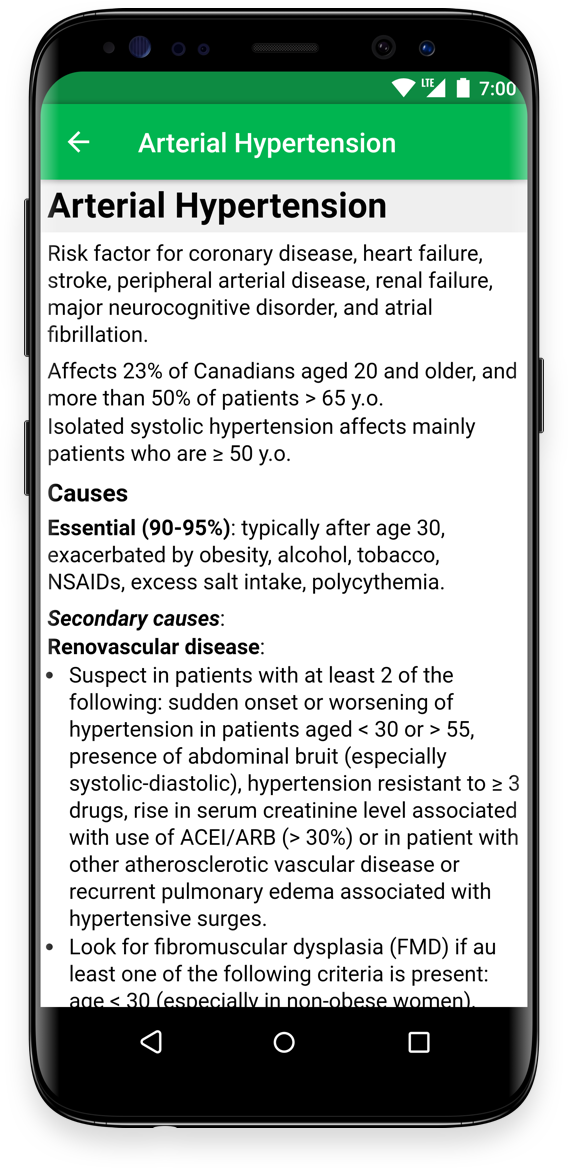 LTE 7:00
Arterial Hypertension
Arterial Hypertension
Risk factor for coronary disease, heart failure,
stroke, peripheral arterial disease, renal failure,
major neurocognitive disorder, and atrial
fibrillation.
Affects 23% of Canadians aged 20 and older, and
more than 50% of patients > 65 y.o.
Isolated systolic hypertension affects mainly
patients who are ≥ 50 y.o.
Causes
Essential (90-95%): typically after age 30,
exacerbated by obesity, alcohol, tobacco,
NSAIDs, excess salt intake, polycythemia.
Secondary causes:
Renovascular disease:
• Suspect in patients with at least 2 of the
following: sudden onset or worsening of
hypertension in patients aged < 30 or > 55,
presence of abdominal bruit (especially
systolic-diastolic), hypertension resistant to ≥ 3
drugs, rise in serum creatinine level associated
with use of ACEI/ARB (> 30%) or in patient with
other atherosclerotic vascular disease or
recurrent pulmonary edema associated with
hypertensive surges.
• Look for fibromuscular dysplasia (FMD) if au
least one of the following criteria is present:
age < 30 (especially in non-obese women),